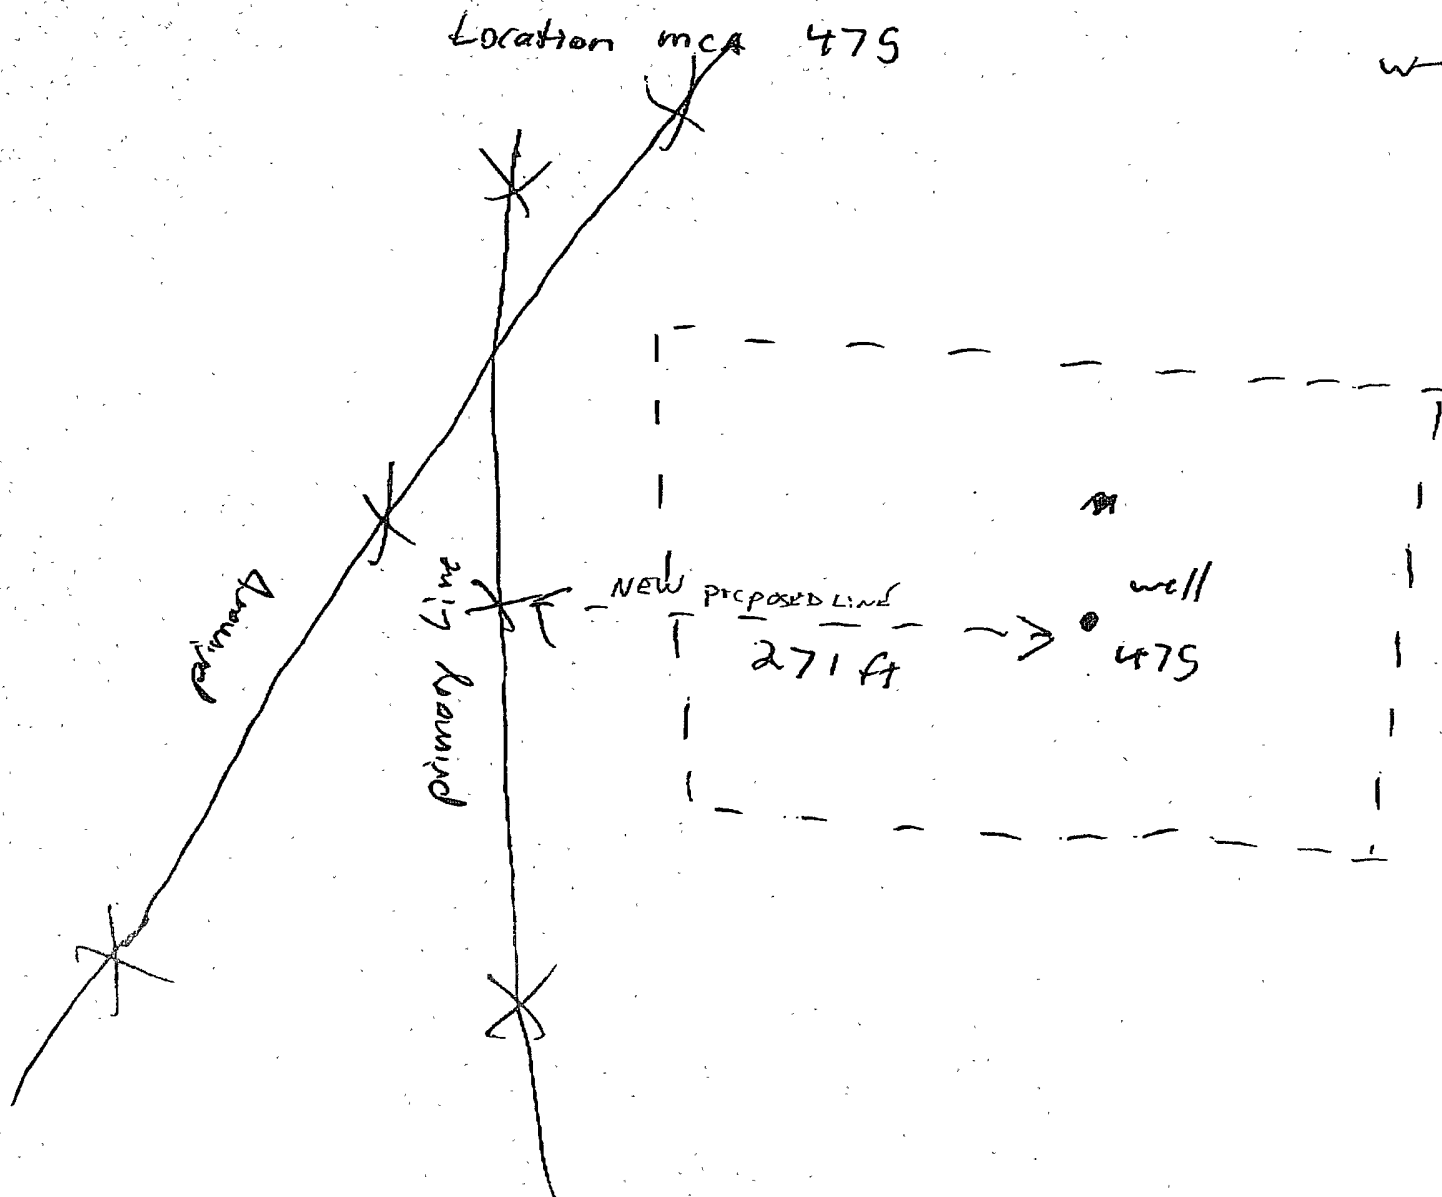 Location mcA 475
W
NEW proposed Line
271 ft
well
475
primary
primary Line